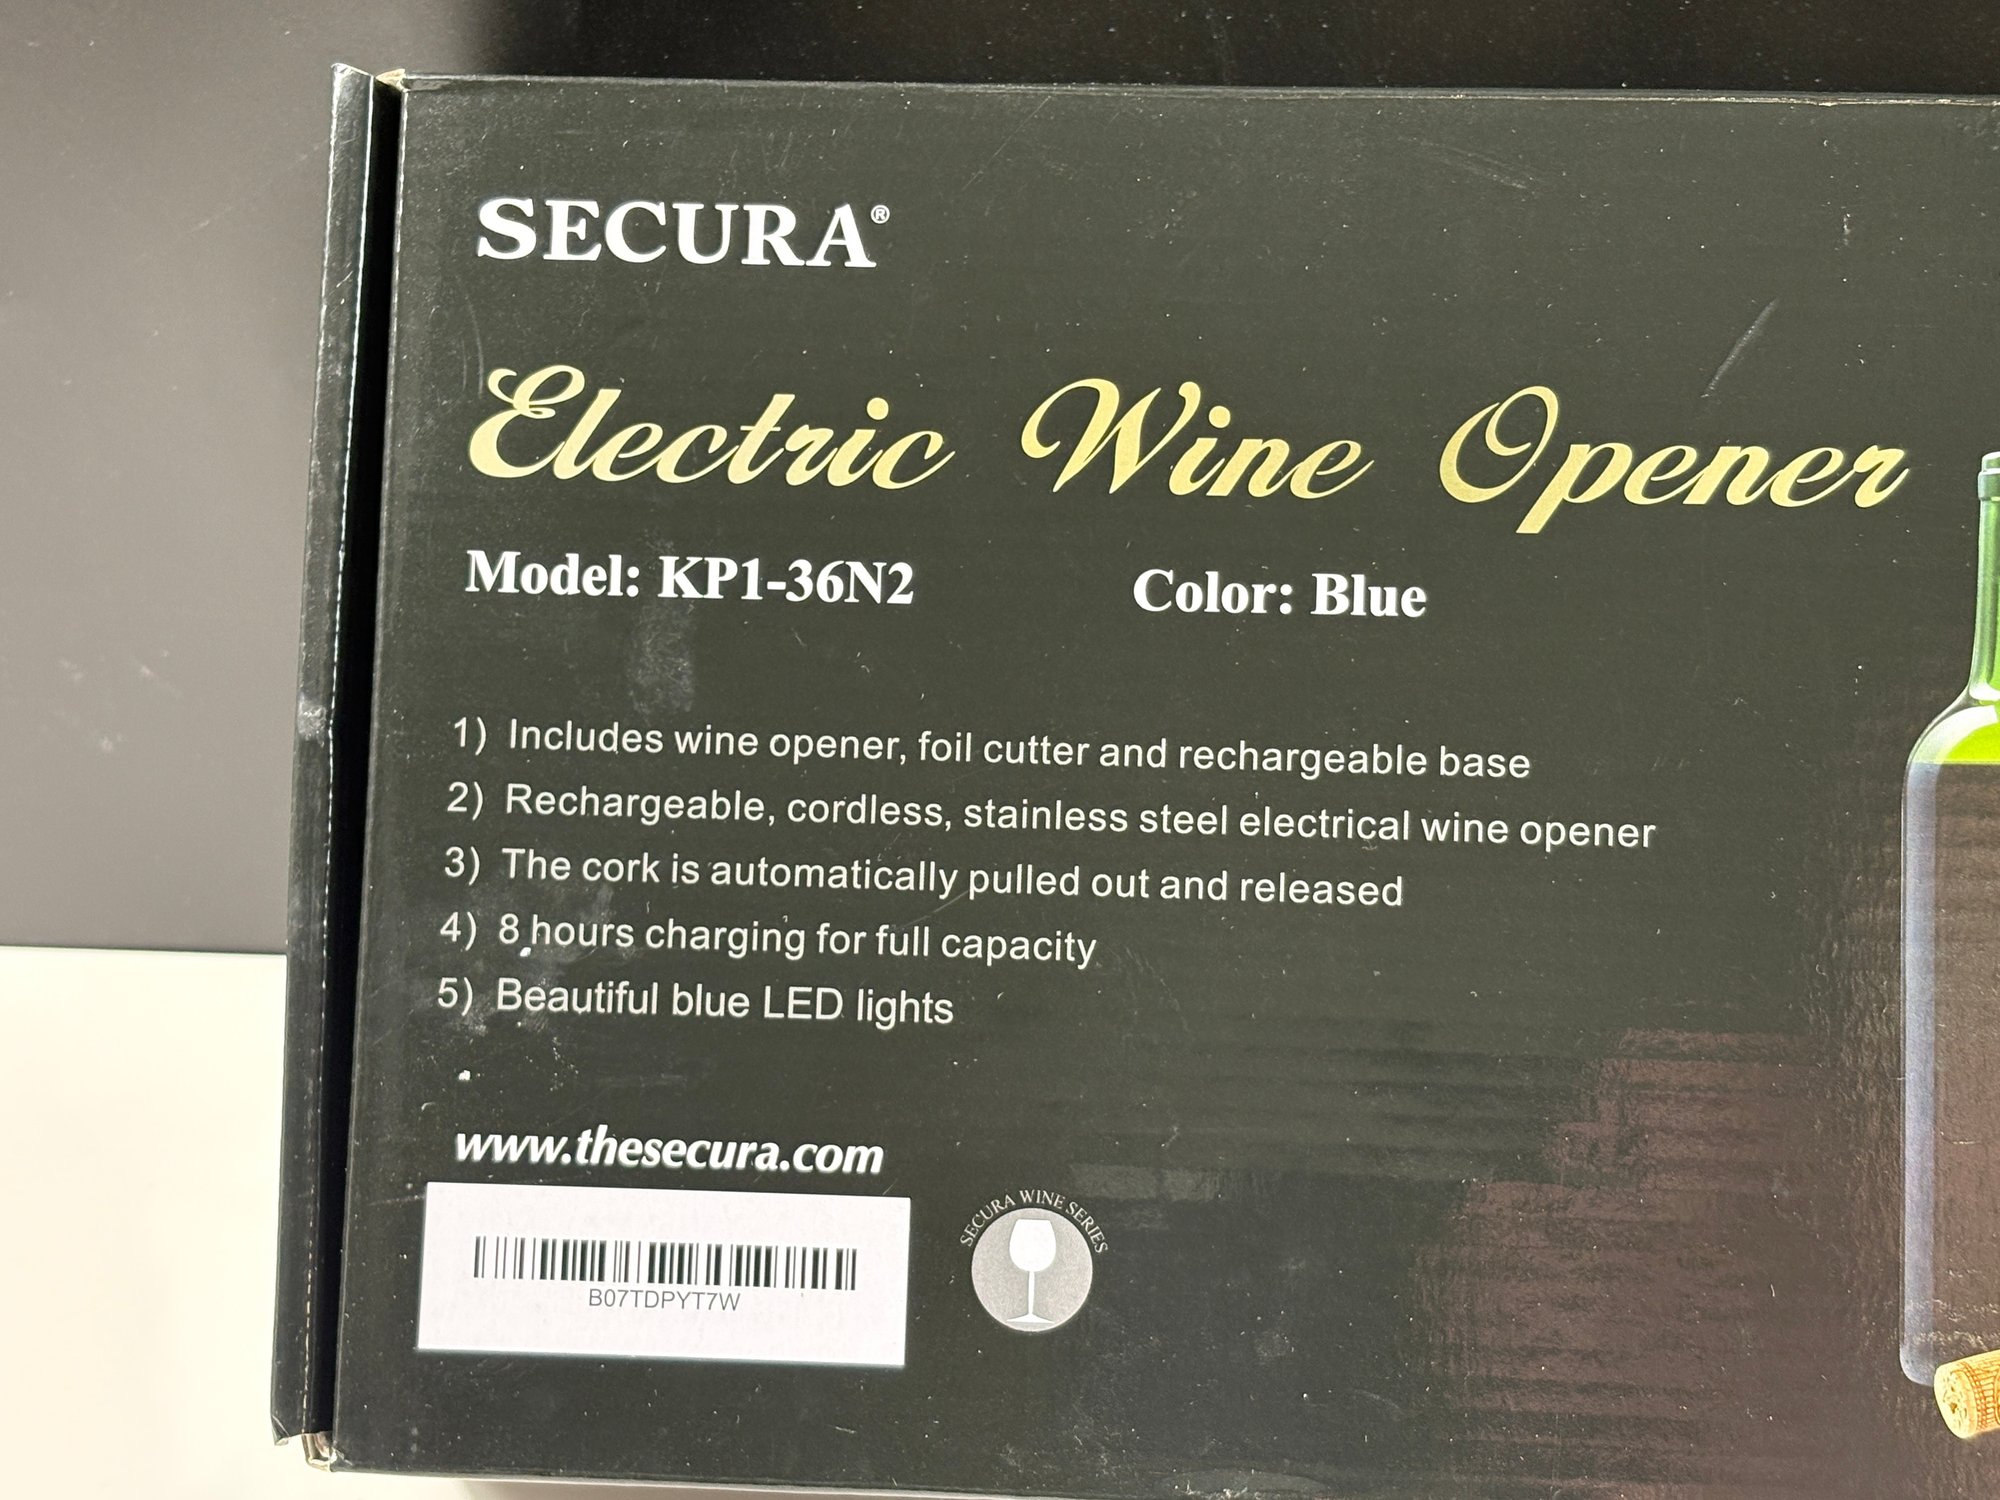 SECURA®
Electric Wine Opener
Model: KP1-36N2 Color: Blue
1) Includes wine opener, foil cutter and rechargeable base
2) Rechargeable, cordless, stainless steel electrical wine opener
3) The cork is automatically pulled out and released
4) 8 hours charging for full capacity
5) Beautiful blue LED lights
www.thesecura.com
B07TDPYT7W
SECURA WINE SERIES